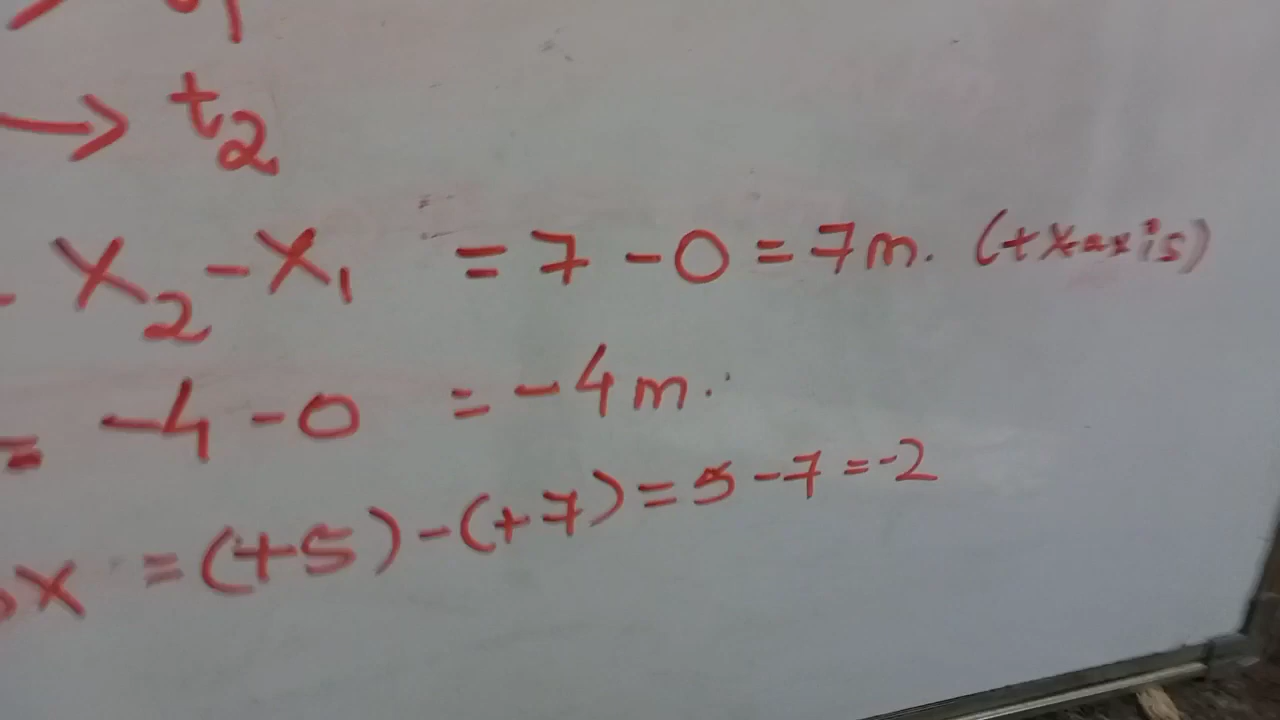 → t₂
- X₂ - X₁ = 7 - 0 = 7m. (+x-axis)
= -4 - 0 = -4m.
x = (+5) - (+7) = 5 - 7 = -2